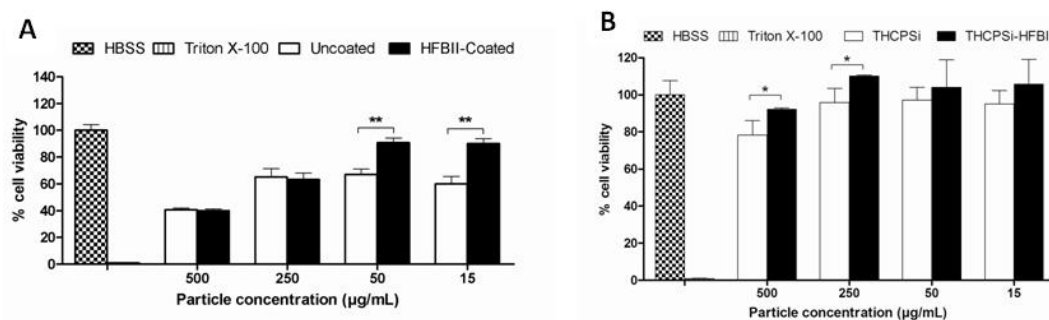 A
HBSS Triton X-100 Uncoated HFBII-Coated
140
120
100
80
60
40
20
0
% cell viability
**
**
500 250 50 15
Particle concentration (µg/mL)
B
HBSS Triton X-100 THCPSi THCPSi-HFBII
120
100
80
60
40
20
0
% cell viability
*
*
500 250 50 15
Particle concentration (µg/mL)